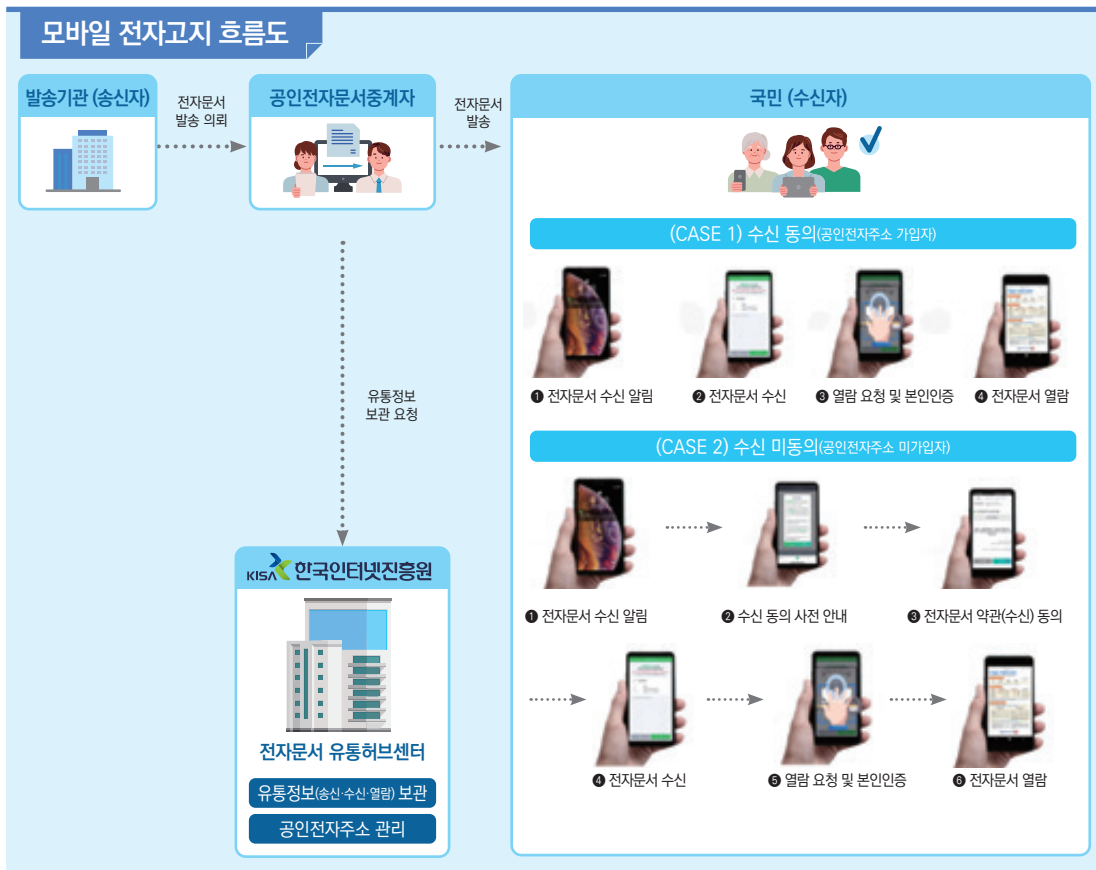 모바일 전자고지 흐름도
발송기관 (송신자)
전자문서
발송 의뢰
공인전자문서중계자
전자문서
발송
국민 (수신자)
(CASE 1) 수신 동의(공인전자주소 가입자)
❶ 전자문서 수신 알림
❷ 전자문서 수신
❸ 열람 요청 및 본인인증
❹ 전자문서 열람
유통정보
보관 요청
(CASE 2) 수신 미동의(공인전자주소 미가입자)
❶ 전자문서 수신 알림
❷ 수신 동의 사전 안내
❸ 전자문서 약관(수신) 동의
❹ 전자문서 수신
❺ 열람 요청 및 본인인증
❻ 전자문서 열람
KISA 한국인터넷진흥원
전자문서 유통허브센터
유통정보(송신·수신·열람) 보관
공인전자주소 관리